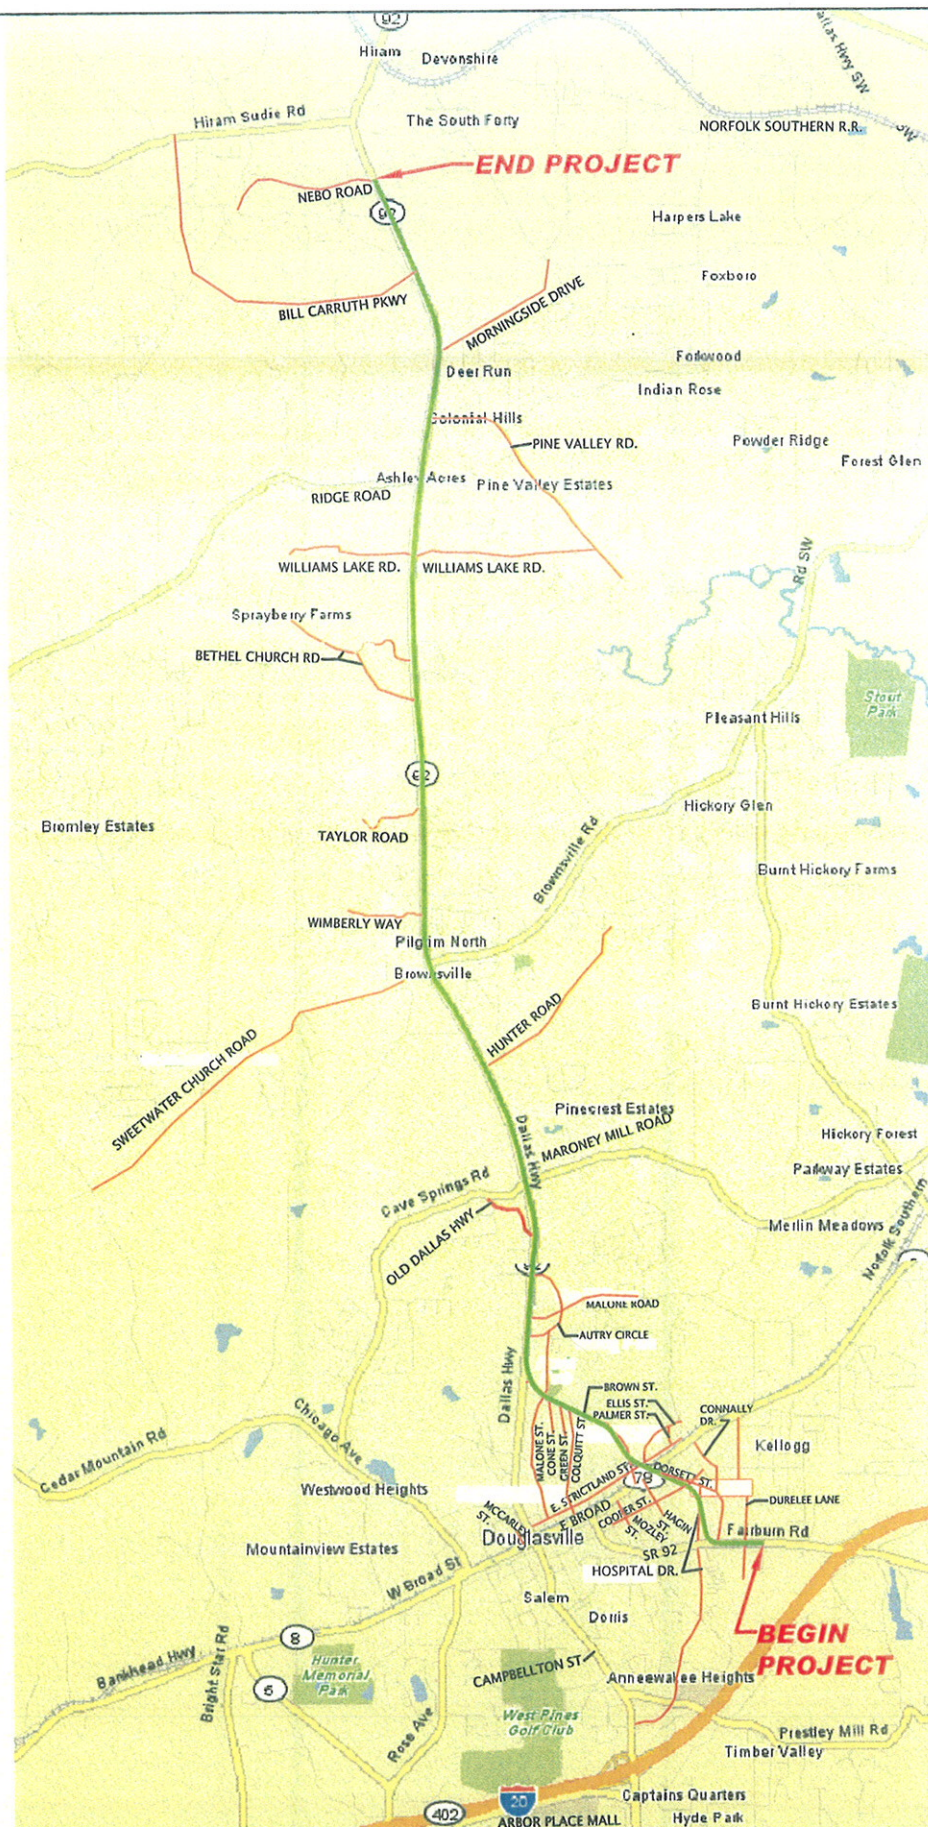 92
Hiram
Devonshire
Hiram Sudie Rd
The South Forty
NORFOLK SOUTHERN R.R.
SW
END PROJECT
NEBO ROAD
92
Harpers Lake
Foxboro
BILL CARRUTH PKWY
MORNINGSIDE DRIVE
Deer Run
Forkwood
Indian Rose
Colonial Hills
PINE VALLEY RD.
Powder Ridge
Forest Glen
Ashley Acres
Pine Valley Estates
RIDGE ROAD
Rd SW
WILLIAMS LAKE RD.
WILLIAMS LAKE RD.
Sprayberry Farms
BETHEL CHURCH RD
Stout
Park
Pleasant Hills
92
Hickory Glen
Bromley Estates
TAYLOR ROAD
Brownsville Rd
Burnt Hickory Farms
WIMBERLY WAY
Pilgrim North
Brownsville
Burnt Hickory Estates
HUNTER ROAD
SWEETWATER CHURCH ROAD
Pinecrest Estates
MARONEY MILL ROAD
Dallas Hwy
Hickory Forest
Parkway Estates
Cave Springs Rd
OLD DALLAS HWY
Merlin Meadows
Norfolk Southern
MALONE ROAD
AUTRY CIRCLE
Dallas Hwy
BROWN ST.
ELLIS ST.
PALMER ST.
CONNALLY
DR.
Kellogg
MALONE ST.
CONE ST.
GREEN ST.
COLQUITT ST.
Chicago Ave
Cedar Mountain Rd
Westwood Heights
E. STRICTLAND ST.
78
DORSETT ST.
DURELEE LANE
E BROAD
COOPER ST.
MOZLEY
ST.
HAGIN
ST.
MCCARLEY
ST.
Douglasville
Fairburn Rd
SR 92
HOSPITAL DR.
Mountainview Estates
W Broad St
Salem
Dorris
BEGIN
PROJECT
8
Bankhead Hwy
Bright Star Rd
Hunter
Memorial
Park
5
CAMPBELLTON ST
Anneewakee Heights
Rose Ave
West Pines
Golf Club
Prestley Mill Rd
Timber Valley
20
402
ARBOR PLACE MALL
Captains Quarters
Hyde Park